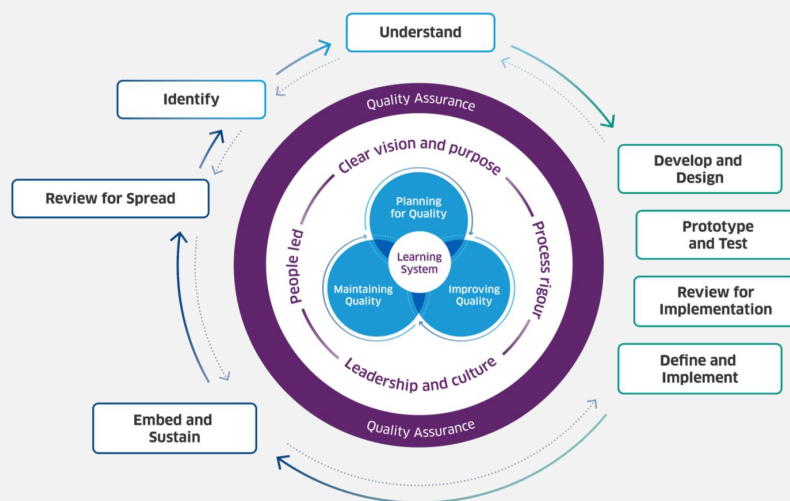 Understand
Identify
Quality Assurance
Clear vision and purpose
Develop and
Design
Review for Spread
Planning
for Quality
Prototype
and Test
People led
Learning
System
Process rigour
Maintaining
Quality
Improving
Quality
Review for
Implementation
Leadership and culture
Define and
Implement
Embed and
Sustain
Quality Assurance